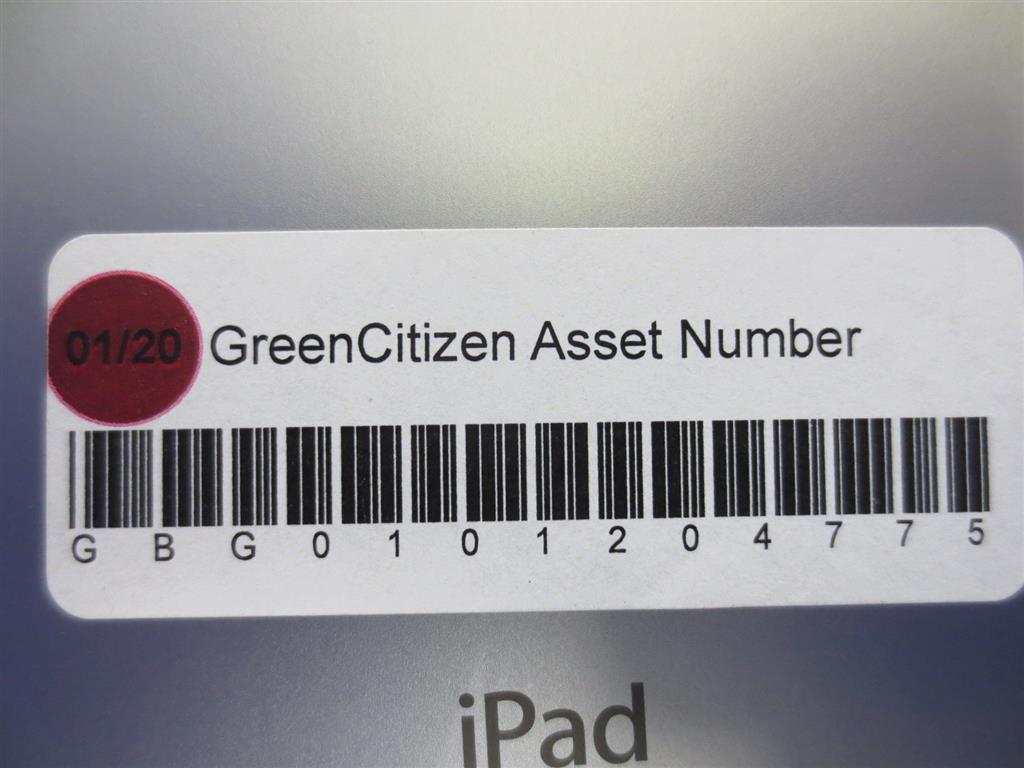 01/20 GreenCitizen Asset Number
G B G 0 1 0 1 2 0 4 7 7 5
iPad